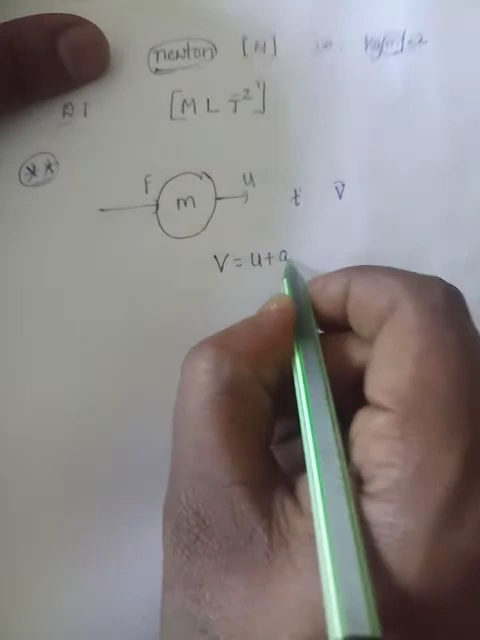 newton [N]
[M L T⁻²]
**
F m u t v
V = u + a